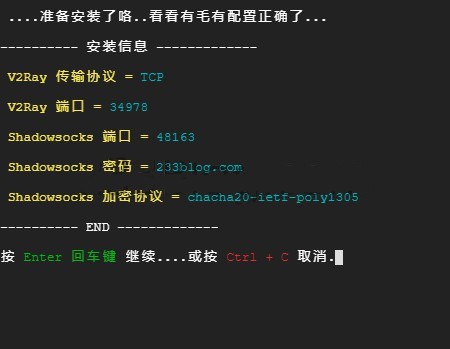 ....准备安装了咯..看看有毛有配置正确了...
---------- 安装信息 -------------
V2Ray 传输协议 = TCP
V2Ray 端口 = 34978
Shadowsocks 端口 = 48163
Shadowsocks 密码 = 233blog.com
Shadowsocks 加密协议 = chacha20-ietf-poly1305
---------- END -------------
按 Enter 回车键 继续....或按 Ctrl + C 取消.